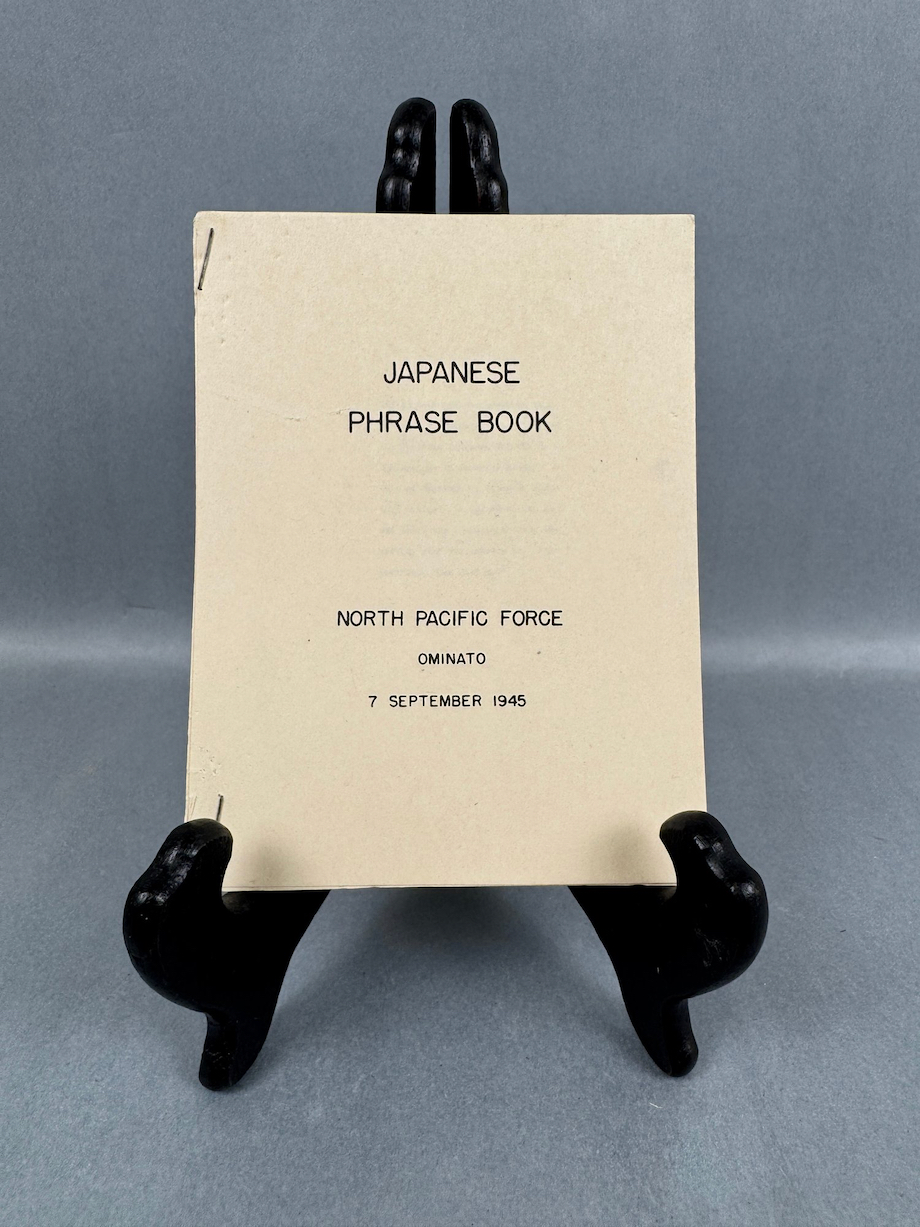 JAPANESE
PHRASE BOOK
NORTH PACIFIC FORCE
OMINATO
7 SEPTEMBER 1945